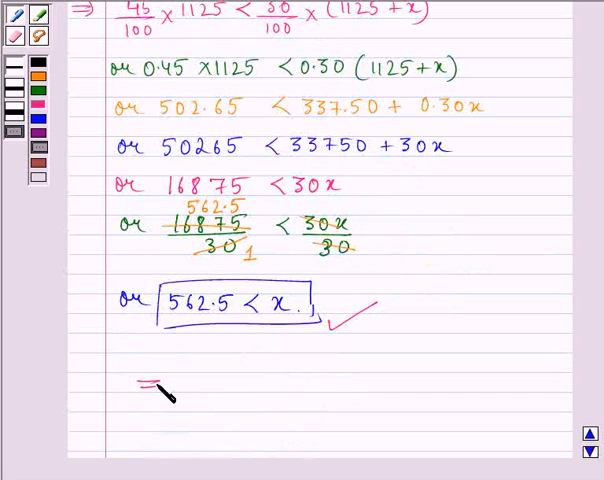 ⇒ 45/100 × 1125 < 30/100 × (1125 + x)
or 0.45 × 1125 < 0.30 (1125 + x)
or 502.65 < 337.50 + 0.30x
or 50265 < 33750 + 30x
or 16875 < 30x
562.5
or 16875/30 < 30x/30
1
or 562.5 < x.
=